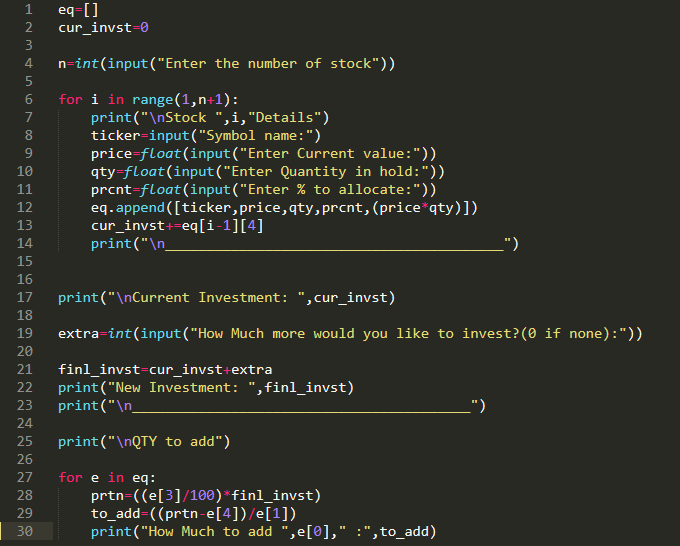 1 eq=[]
2 cur_invst=0
3
4 n=int(input("Enter the number of stock"))
5
6 for i in range(1,n+1):
7     print("\nStock ",i,"Details")
8     ticker=input("Symbol name:")
9     price=float(input("Enter Current value:"))
10     qty=float(input("Enter Quantity in hold:"))
11     prcnt=float(input("Enter % to allocate:"))
12     eq.append([ticker,price,qty,prcnt,(price*qty)])
13     cur_invst+=eq[i-1][4]
14     print("\n________________________________________")
15
16
17 print("\nCurrent Investment: ",cur_invst)
18
19 extra=int(input("How Much more would you like to invest?(0 if none):"))
20
21 finl_invst=cur_invst+extra
22 print("New Investment: ",finl_invst)
23 print("\n________________________________________")
24
25 print("\nQTY to add")
26
27 for e in eq:
28     prtn=((e[3]/100)*finl_invst)
29     to_add=((prtn-e[4])/e[1])
30     print("How Much to add ",e[0]," :",to_add)